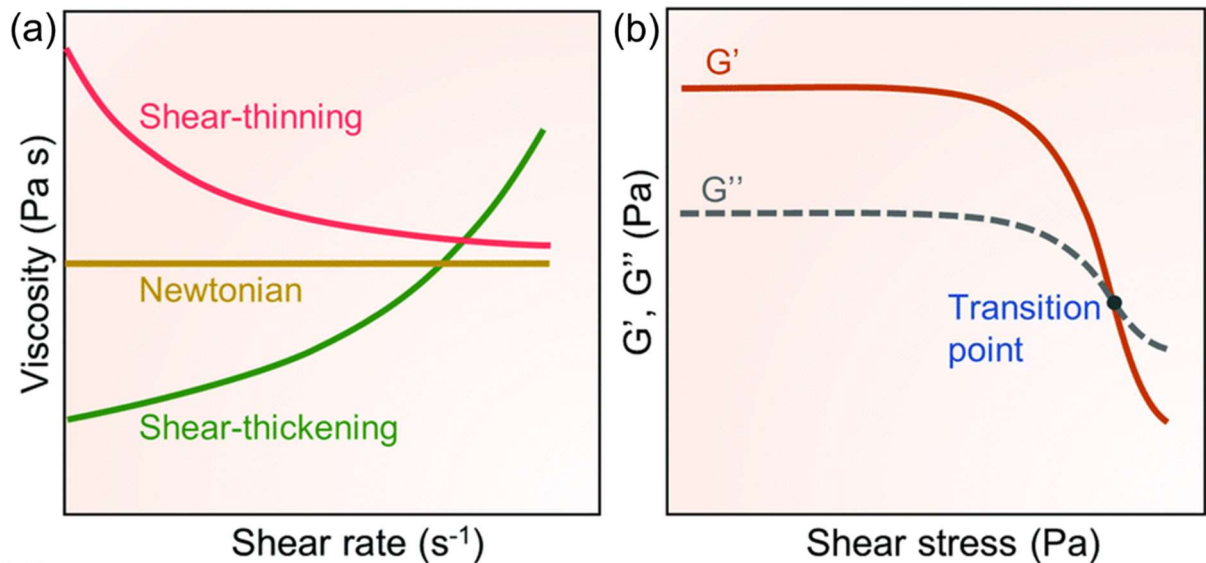 (a)
Viscosity (Pa s)
Shear-thinning
Newtonian
Shear-thickening
Shear rate (s⁻¹)
(b)
G', G'' (Pa)
G'
G''
Transition
point
Shear stress (Pa)